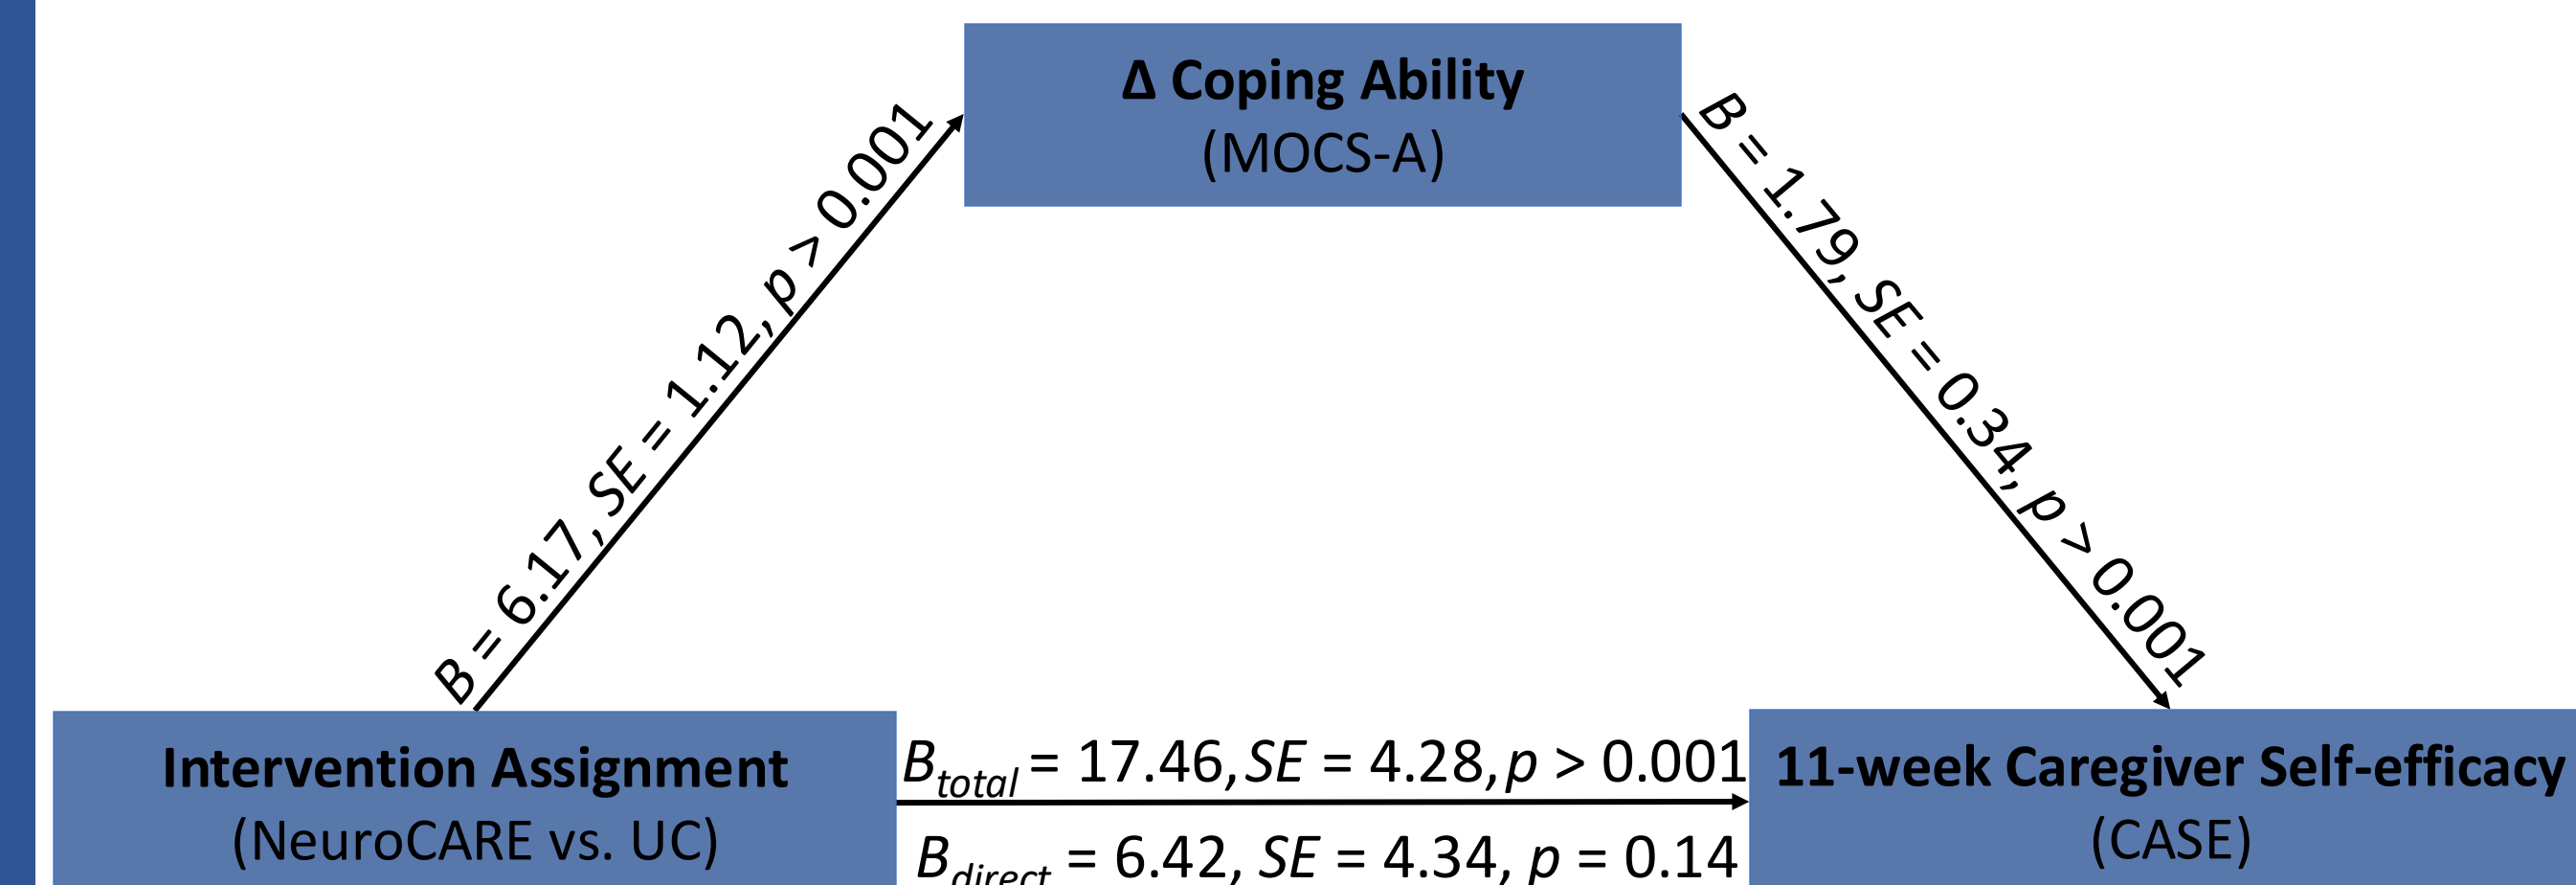 Δ Coping Ability
(MOCS-A)
B = 6.17, SE = 1.12, p > 0.001
B = 1.79, SE = 0.34, p > 0.001
Intervention Assignment
(NeuroCARE vs. UC)
B_total = 17.46, SE = 4.28, p > 0.001
B_direct = 6.42, SE = 4.34, p = 0.14
11-week Caregiver Self-efficacy
(CASE)